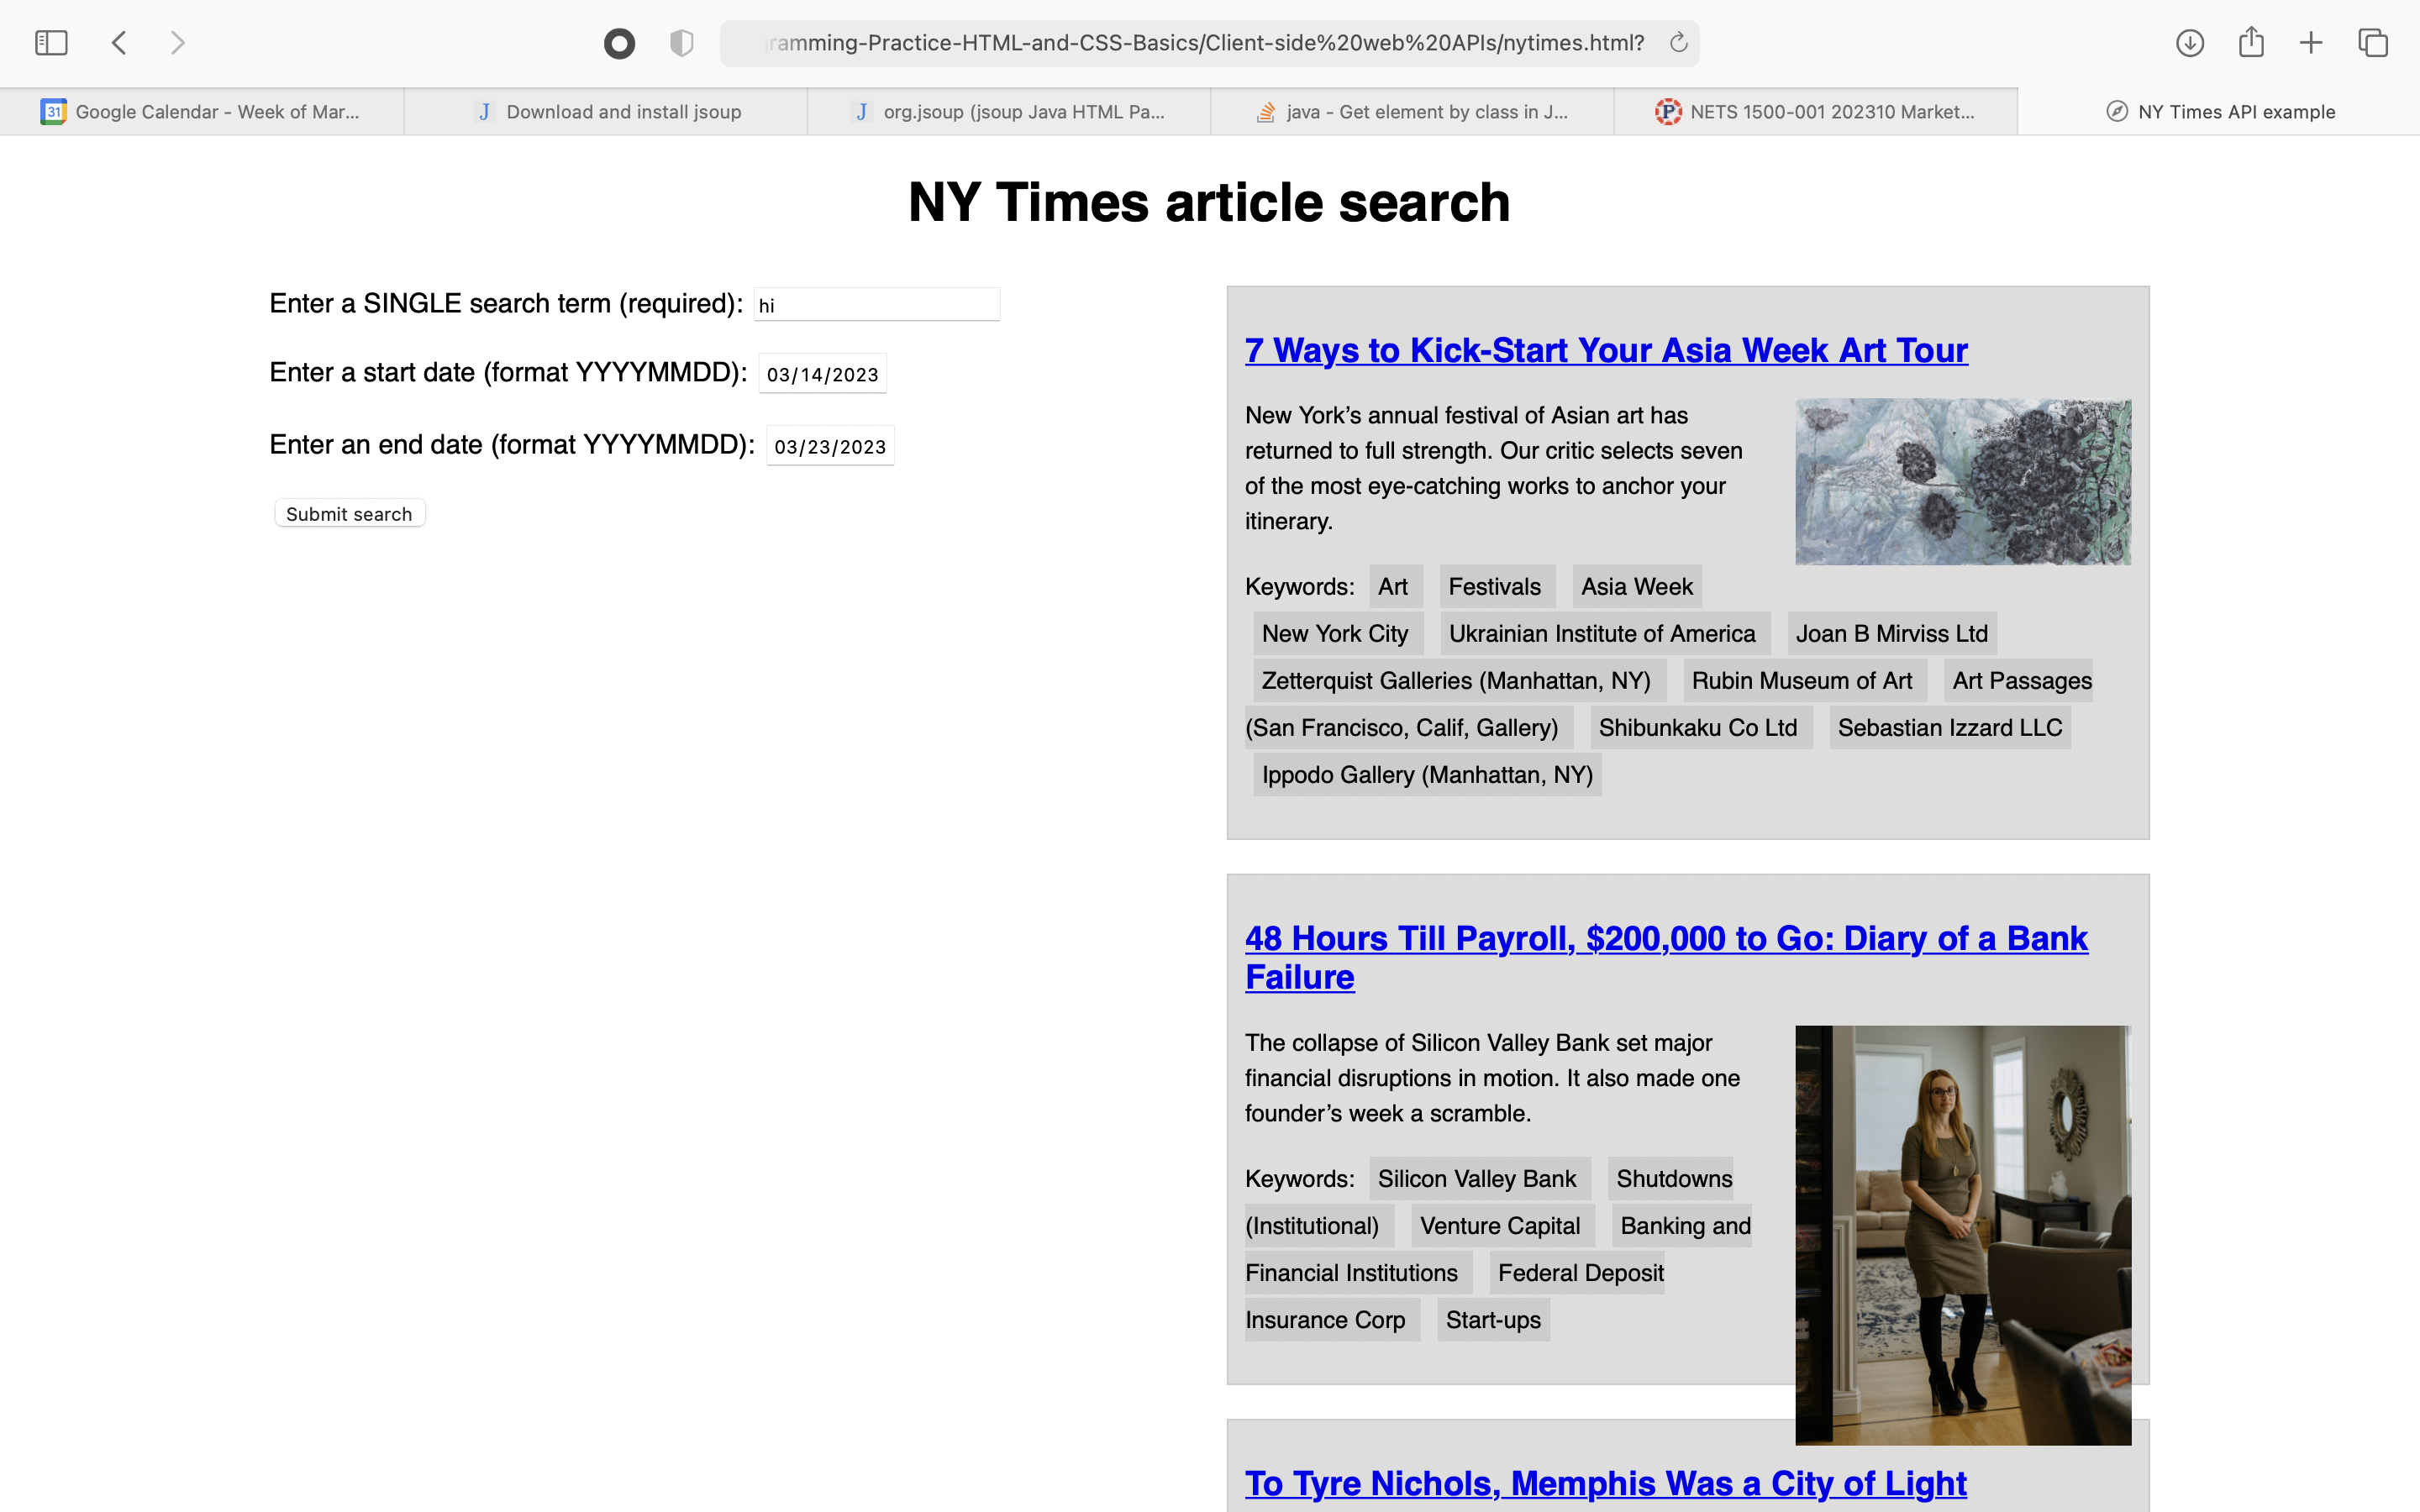 ramming-Practice-HTML-and-CSS-Basics/Client-side%20web%20APIs/nytimes.html?
31 Google Calendar - Week of Mar...
J Download and install jsoup
J org.jsoup (jsoup Java HTML Pa...
java - Get element by class in J...
P NETS 1500-001 202310 Market...
NY Times API example
NY Times article search
Enter a SINGLE search term (required): hi
Enter a start date (format YYYYMMDD): 03/14/2023
Enter an end date (format YYYYMMDD): 03/23/2023
Submit search
7 Ways to Kick-Start Your Asia Week Art Tour
New York’s annual festival of Asian art has
returned to full strength. Our critic selects seven
of the most eye-catching works to anchor your
itinerary.
Keywords: Art Festivals Asia Week
New York City Ukrainian Institute of America Joan B Mirviss Ltd
Zetterquist Galleries (Manhattan, NY) Rubin Museum of Art Art Passages
(San Francisco, Calif, Gallery) Shibunkaku Co Ltd Sebastian Izzard LLC
Ippodo Gallery (Manhattan, NY)
48 Hours Till Payroll, $200,000 to Go: Diary of a Bank
Failure
The collapse of Silicon Valley Bank set major
financial disruptions in motion. It also made one
founder’s week a scramble.
Keywords: Silicon Valley Bank Shutdowns
(Institutional) Venture Capital Banking and
Financial Institutions Federal Deposit
Insurance Corp Start-ups
To Tyre Nichols, Memphis Was a City of Light